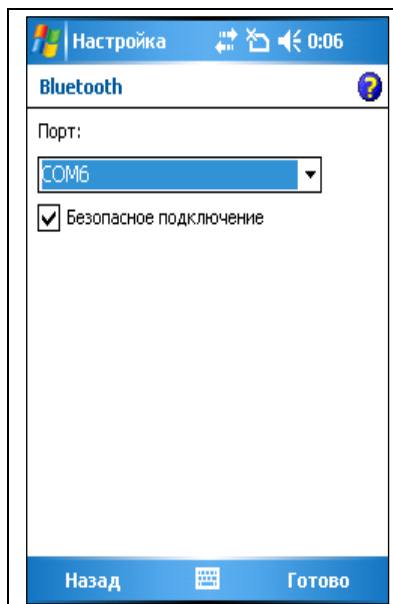 Настройка 0:06
Bluetooth
Порт:
COM6
Безопасное подключение
Назад Готово